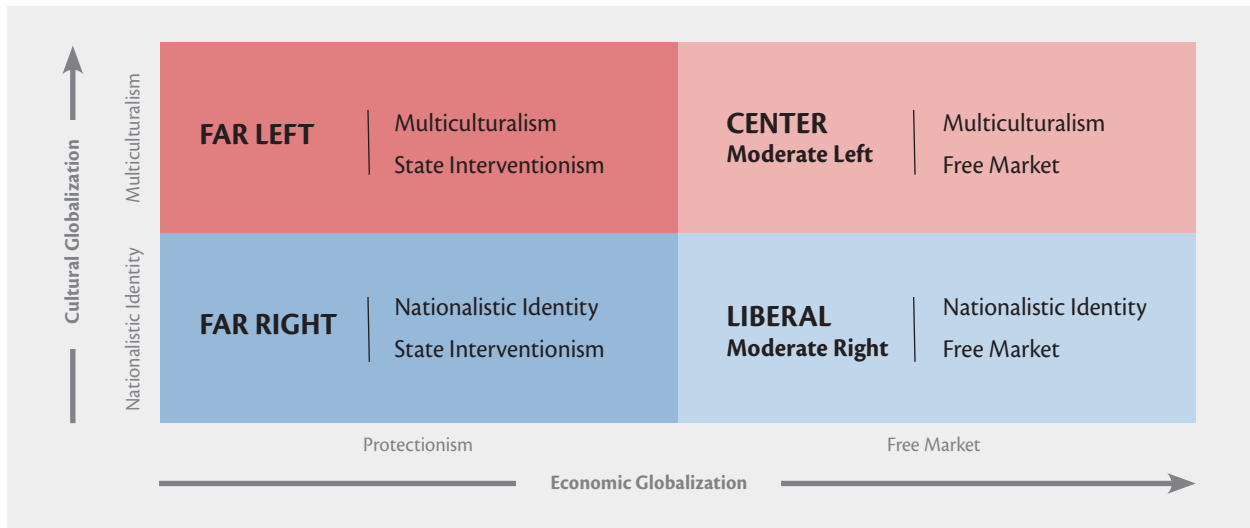 Cultural Globalization
Multiculturalism
Nationalistic Identity
FAR LEFT
Multiculturalism
State Interventionism
CENTER
Moderate Left
Multiculturalism
Free Market
FAR RIGHT
Nationalistic Identity
State Interventionism
LIBERAL
Moderate Right
Nationalistic Identity
Free Market
Protectionism
Free Market
Economic Globalization